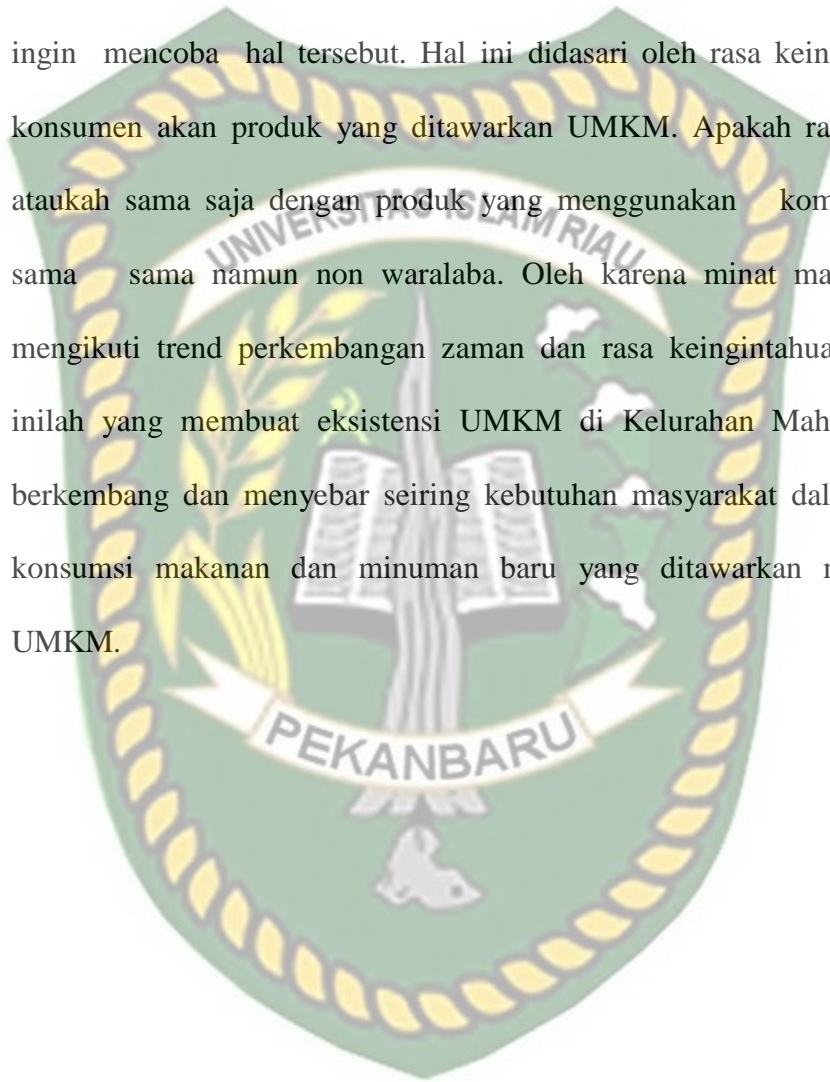 ingin mencoba hal tersebut. Hal ini didasari oleh rasa kein
konsumen akan produk yang ditawarkan UMKM. Apakah ra
ataukah sama saja dengan produk yang menggunakan kom
sama sama namun non waralaba. Oleh karena minat ma
mengikuti trend perkembangan zaman dan rasa keingintahua
inilah yang membuat eksistensi UMKM di Kelurahan Mah
berkembang dan menyebar seiring kebutuhan masyarakat dal
konsumsi makanan dan minuman baru yang ditawarkan
UMKM.
UNIVERSITAS ISLAM RIAU
PEKANBARU